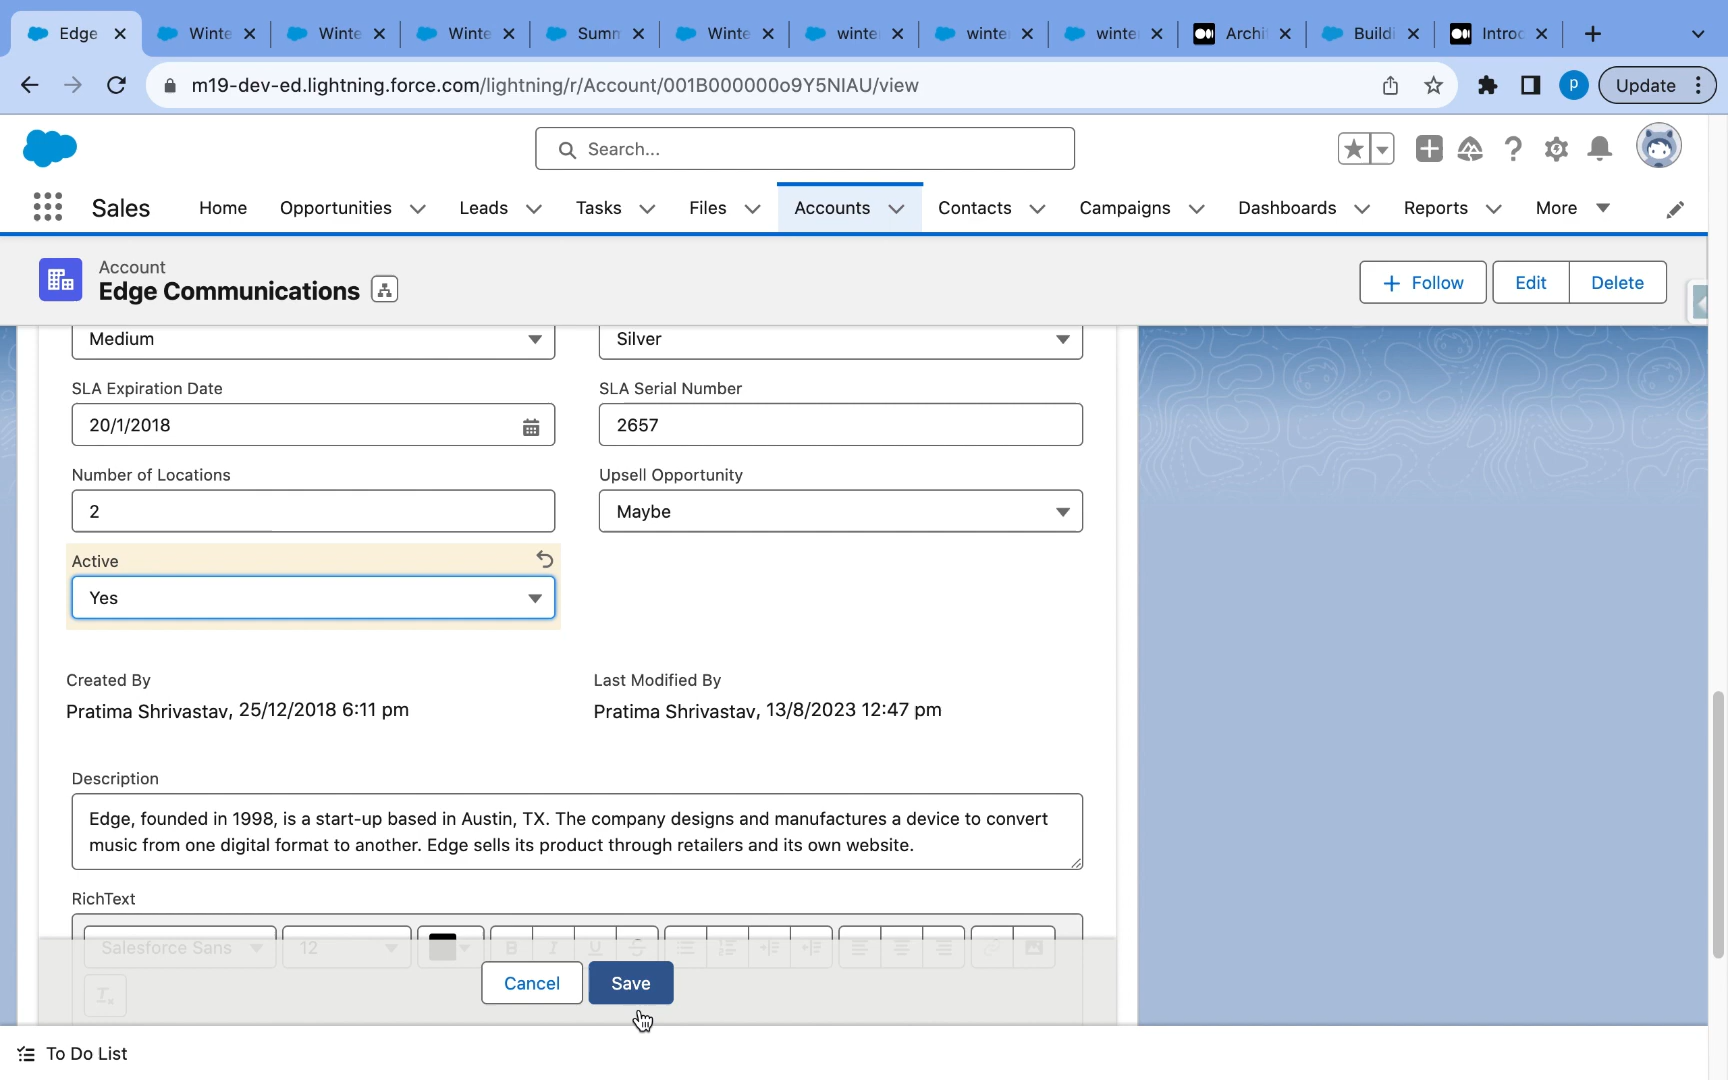 Edge
Winte
Winte
Winte
Summ
Winte
winte
winte
winte
Archi
Buildi
Introc
m19-dev-ed.lightning.force.com/lightning/r/Account/001B000000o9Y5NIAU/view
P
Update
Search...
Sales
Home
Opportunities
Leads
Tasks
Files
Accounts
Contacts
Campaigns
Dashboards
Reports
More
Account
Edge Communications
+ Follow
Edit
Delete
Medium
Silver
SLA Expiration Date
SLA Serial Number
20/1/2018
2657
Number of Locations
Upsell Opportunity
2
Maybe
Active
Yes
Created By
Last Modified By
Pratima Shrivastav, 25/12/2018 6:11 pm
Pratima Shrivastav, 13/8/2023 12:47 pm
Description
Edge, founded in 1998, is a start-up based in Austin, TX. The company designs and manufactures a device to convert
music from one digital format to another. Edge sells its product through retailers and its own website.
RichText
Salesforce Sans
12
B
I
U
S
Cancel
Save
To Do List